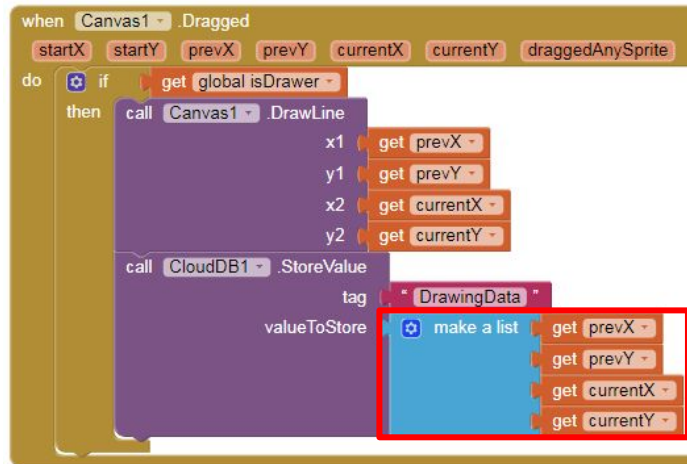 when Canvas1 .Dragged
startX startY prevX prevY currentX currentY draggedAnySprite
do if get global isDrawer
then call Canvas1 .DrawLine
x1 get prevX
y1 get prevY
x2 get currentX
y2 get currentY
call CloudDB1 .StoreValue
tag " DrawingData "
valueToStore make a list get prevX
get prevY
get currentX
get currentY